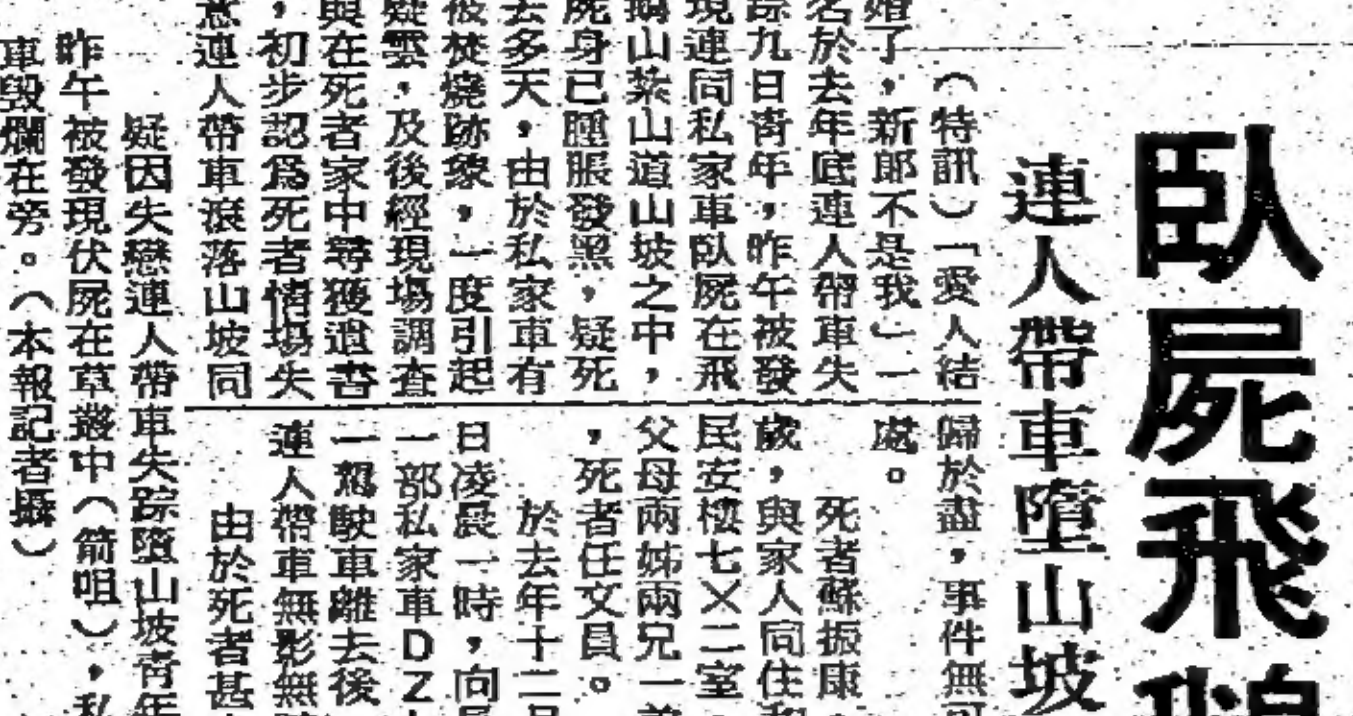 臥屍飛
連人帶車墮山坡
（特訊）「愛人結
婚了，新郎不是我」一
名於去年底連人帶車失
踪九日青年，昨午被發
現連同私家車臥屍在飛
鵝山紮山道山坡之中，
屍身已腫脹發黑，疑死
去多天，由於私家車有
被焚燒跡象，一度引起
疑雲，及後經現場調查
與在死者家中尋獲遺書
，初步認爲死者情場失
意連人帶車滾落山坡同
歸於盡，事件無可
處。
死者蘇振康
歲，與家人同住
民安樓七×二室，
父母兩姊兩兄一
，死者任文員。
於去年十二月
日凌晨一時，向
一部私家車DZ
一怒駛車離去後
連人帶車無影無
由於死者甚
疑因失戀連人帶車失踪墮山坡青年
昨午被發現伏屍在草叢中（箭咀），私
車毀爛在旁。（本報記者攝）